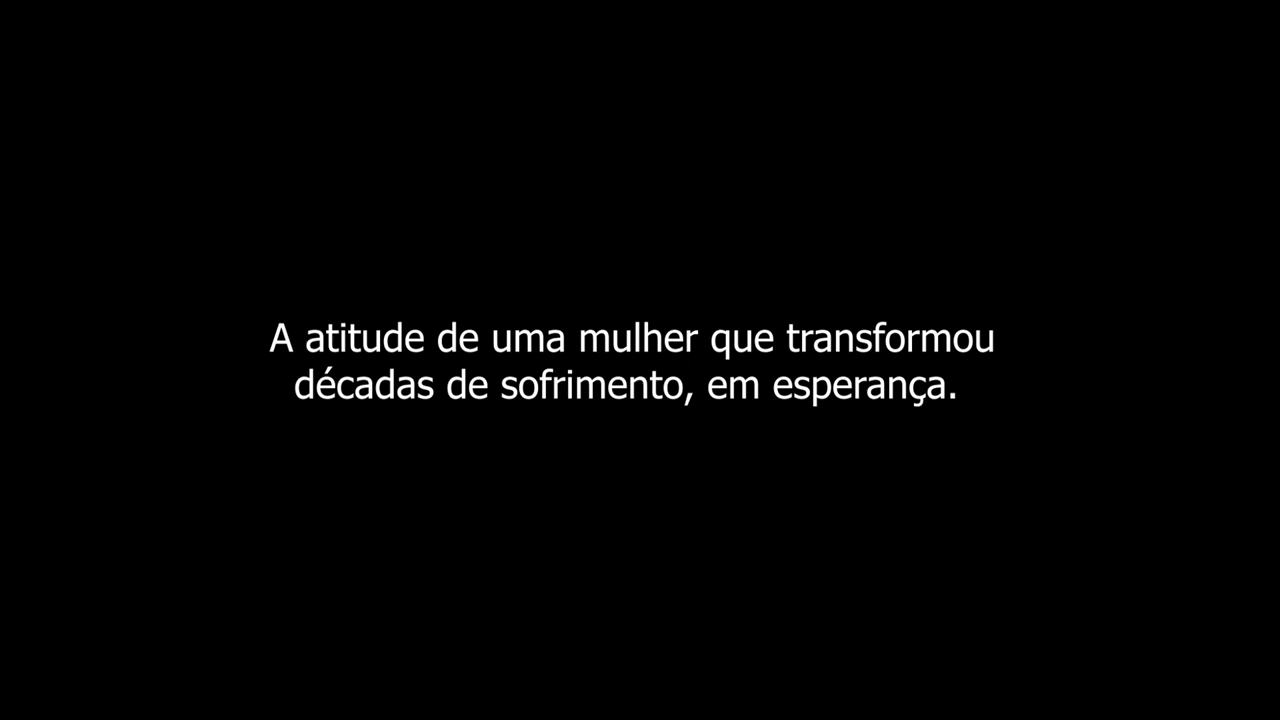 A atitude de uma mulher que transformou
décadas de sofrimento, em esperança.